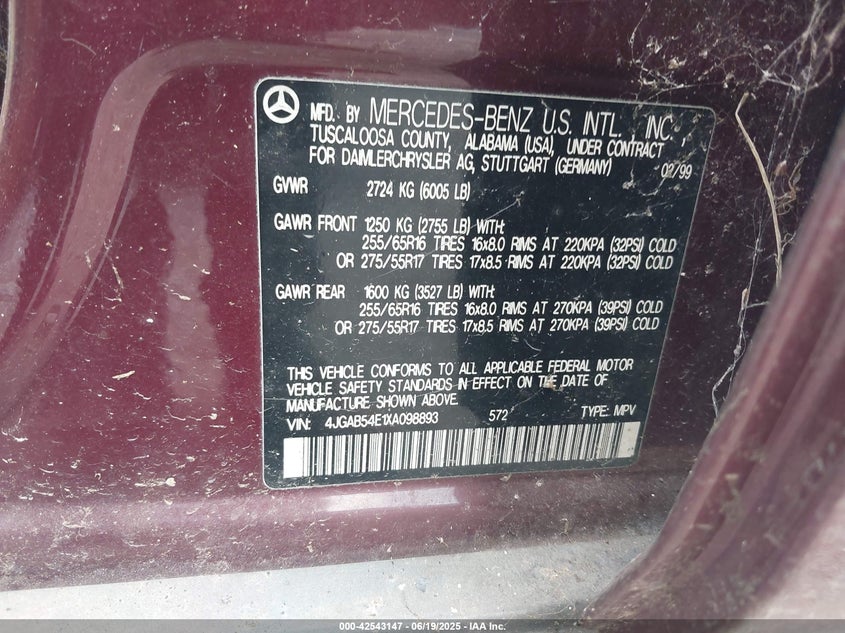 MFD. BY MERCEDES-BENZ U.S. INTL., INC.
TUSCALOOSA COUNTY, ALABAMA (USA), UNDER CONTRACT
FOR DAIMLERCHRYSLER AG, STUTTGART (GERMANY) 02/99
GVWR 2724 KG (6005 LB)
GAWR FRONT 1250 KG (2755 LB) WITH:
255/65R16 TIRES 16x8.0 RIMS AT 220KPA (32PSI) COLD
OR 275/55R17 TIRES 17x8.5 RIMS AT 220KPA (32PSI) COLD
GAWR REAR 1600 KG (3527 LB) WITH:
255/65R16 TIRES 16x8.0 RIMS AT 270KPA (39PSI) COLD
OR 275/55R17 TIRES 17x8.5 RIMS AT 270KPA (39PSI) COLD
THIS VEHICLE CONFORMS TO ALL APPLICABLE FEDERAL MOTOR
VEHICLE SAFETY STANDARDS IN EFFECT ON THE DATE OF
MANUFACTURE SHOWN ABOVE.
VIN: 4JGAB54E1XA098893 572 TYPE: MPV
000-42543147 - 06/19/2025 - IAA Inc.